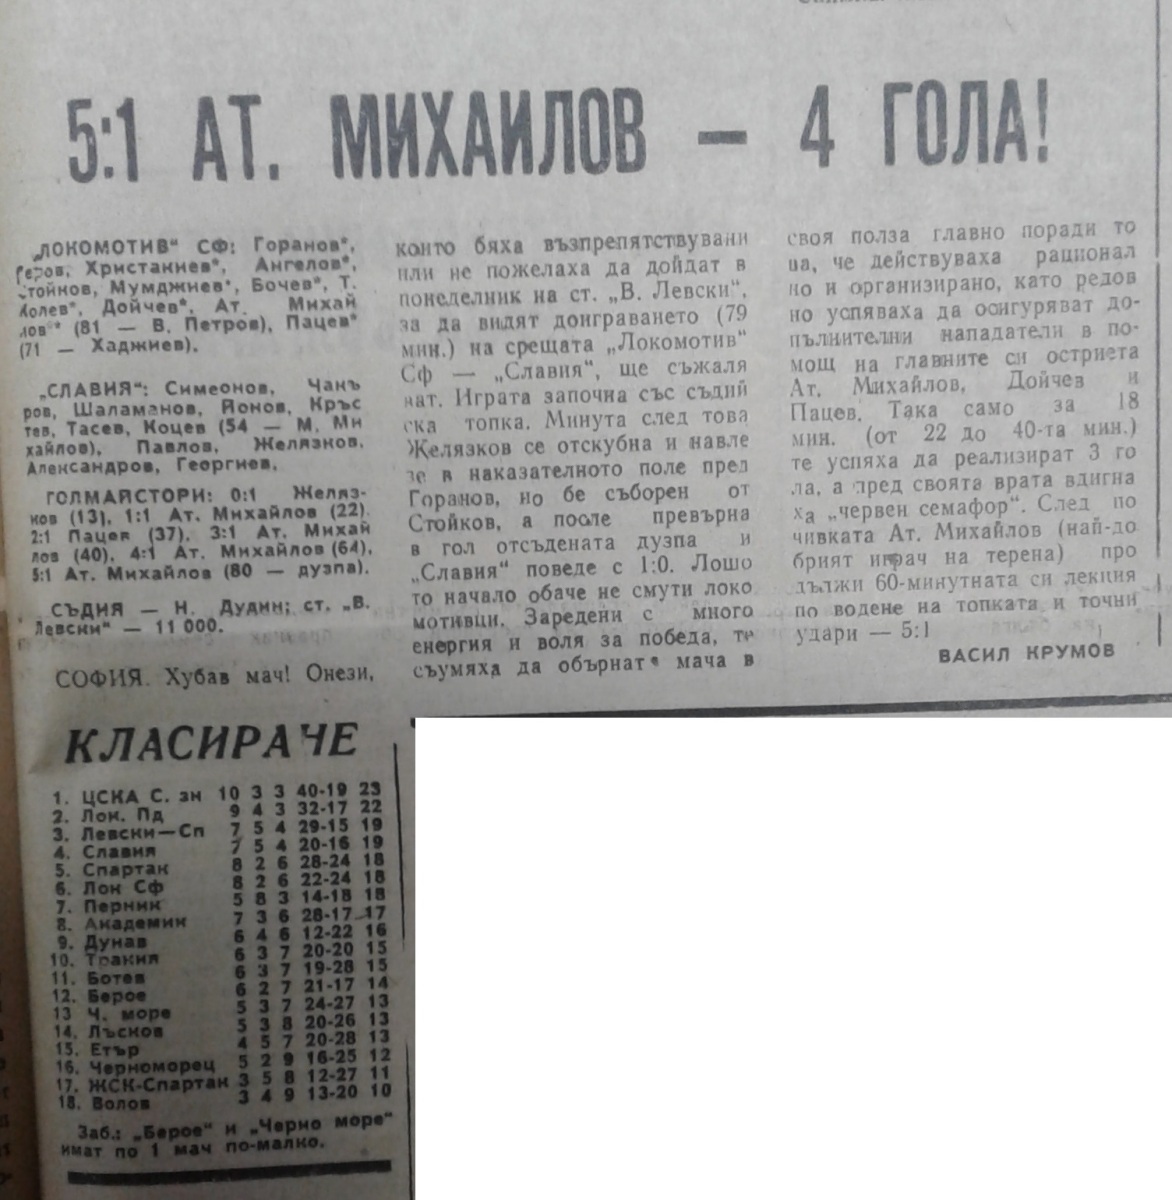 5:1 АТ. МИХАИЛОВ — 4 ГОЛА!
„ЛОКОМОТИВ“ СФ: Горанов*,
Геров, Христакиев*, Ангелов*,
Стойнов, Мумджиев*, Бочев*, Т.
Колев*, Дойчев*, Ат. Михай
лов* (81 — В. Петров), Пацев*
(71 — Хаджиев).
„СЛАВИЯ“: Симеонов, Чанъ
ров, Шаламанов, Йонов, Кръс
тев, Тасев, Коцев (54 — М. Ми
хайлов), Павлов, Желязков,
Александров, Георгиев.
ГОЛМАЙСТОРИ: 0:1 Желяз-
ков (13), 1:1 Ат. Михайлов (22).
2:1 Пацев (37). 3:1 Ат. Михай
лов (40). 4:1 Ат. Михайлов (64).
5:1 Ат. Михайлов (80 — дузпа).
СЪДИЯ — Н. Дудин; ст. „В.
Левски“ — 11 000.
СОФИЯ. Хубав мач! Онези,
които бяха възпрепятствувани
или не пожелаха да дойдат в
понеделник на ст. „В. Левски“,
за да видят доиграването (79
мин.) на срещата „Локомотив“
Сф — „Славия“, ще съжаля
ват. Играта започна със съдий
ска топка. Минута след това
Желязков се отскубна и навле
зе в наказателното поле пред
Горанов, но бе съборен от
Стойков, а после превърна
в гол отсъдената дузпа и
„Славия“ поведе с 1:0. Лошо
то начало обаче не смути локо
мотивци. Заредени с много
енергия и воля за победа, те
съумяха да обърнат мача в
своя полза главно поради то
ва, че действуваха рационал
но и организирано, като редов
но успяваха да осигуряват до-
пълнителни нападатели в по-
мощ на главните си остриета
Ат. Михайлов, Дойчев и
Пацев. Така само за 18
мин. (от 22 до 40-та мин.)
те успяха да реализират 3 го
ла, а пред своята врата вдигна
ха „червен семафор“. След по
чивката Ат. Михайлов (най-до
брият играч на терена) про
дължи 60-минутната си лекция
по водене на топката и точни
удари — 5:1
ВАСИЛ КРУМОВ
КЛАСИРАЧЕ
1. ЦСКА С. зн 10 3 3 40-19 23
2. Лок. Пд 9 4 3 32-17 22
3. Левски—Сп 7 5 4 29-15 19
4. Славия 7 5 4 20-16 19
5. Спартак 8 2 6 28-24 18
6. Лок Сф 8 2 6 22-24 18
7. Перник 5 8 3 14-18 18
8. Академик 7 3 6 28-17 17
9. Дунав 6 4 6 12-22 16
10. Тракия 6 3 7 20-20 15
11. Ботев 6 3 7 19-28 15
12. Берое 6 2 7 21-17 14
13 Ч. море 5 3 7 24-27 13
14. Лъсков 5 3 8 20-26 13
15. Етър 4 5 7 20-28 13
16. Черноморец 5 2 9 16-25 12
17. ЖСК-Спартак 3 5 8 12-27 11
18. Волов 3 4 9 13-20 10
Заб.: „Берое“ и „Черно море“
имат по 1 мач по-малко.